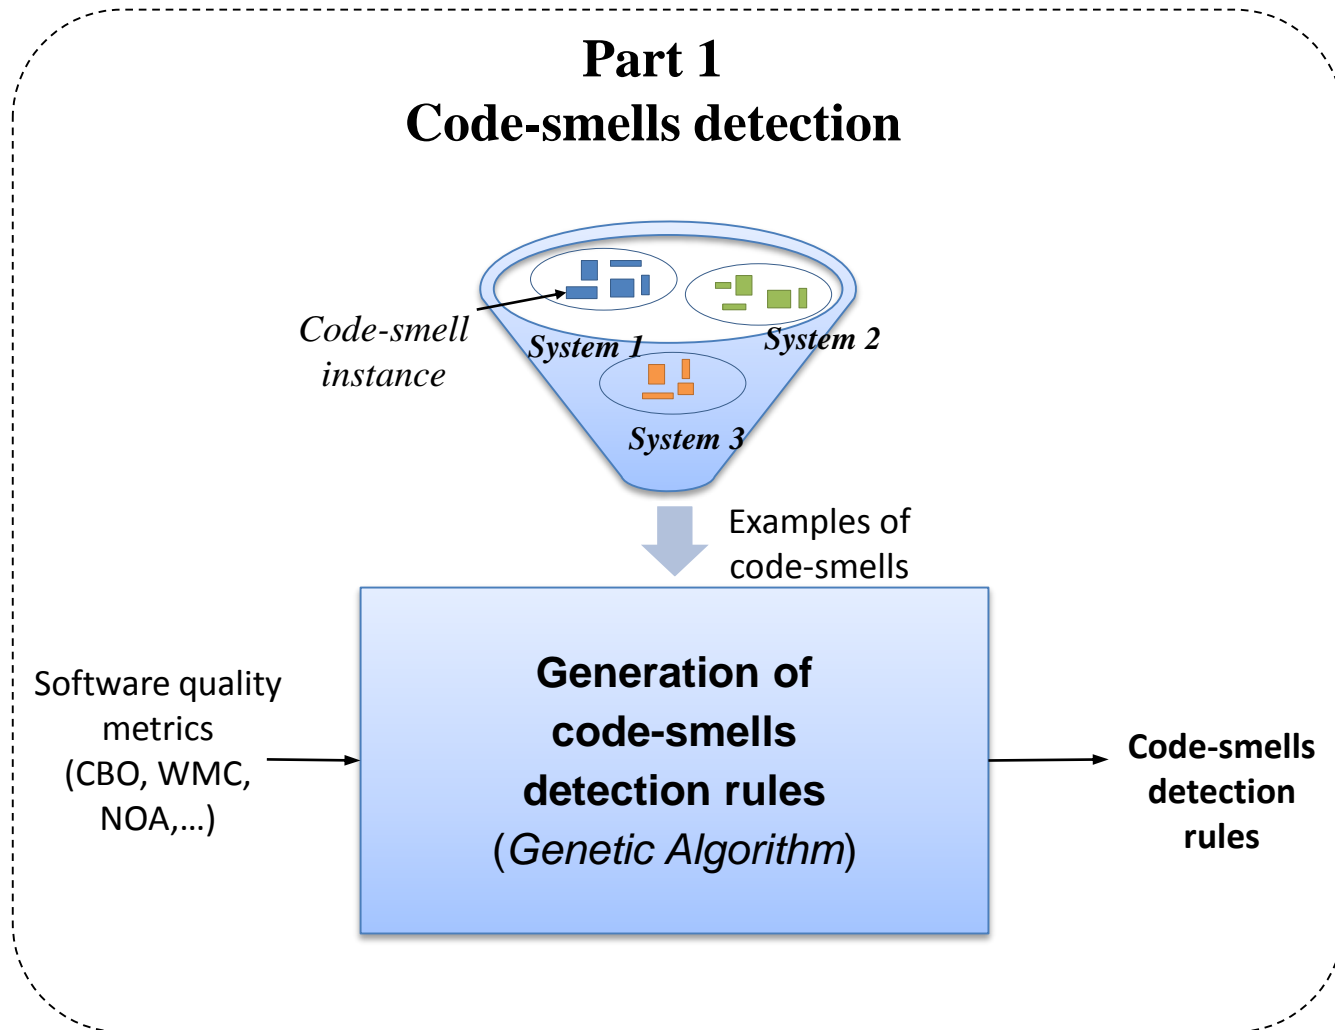 Part 1
Code-smells detection
Code-smell
instance
System 1
System 2
System 3
Examples of
code-smells
Software quality
metrics
(CBO, WMC,
NOA,...)
Generation of
code-smells
detection rules
(Genetic Algorithm)
Code-smells
detection
rules